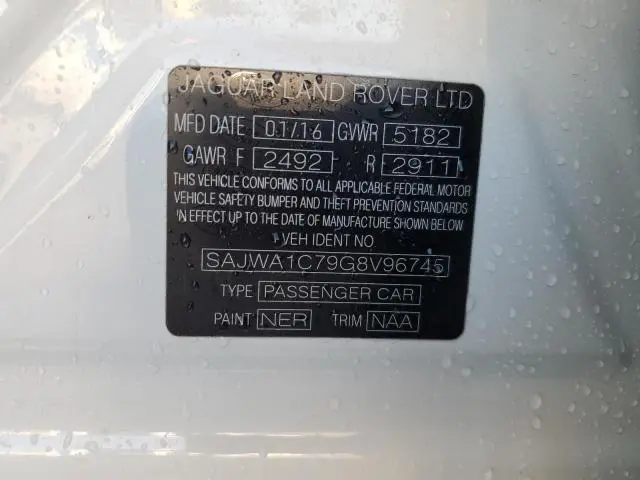 JAGUAR LAND ROVER LTD
MFD DATE 01/16 GVWR 5182
GAWR F 2492 R 2911
THIS VEHICLE CONFORMS TO ALL APPLICABLE FEDERAL MOTOR
VEHICLE SAFETY BUMPER AND THEFT PREVENTION STANDARDS
IN EFFECT UP TO THE DATE OF MANUFACTURE SHOWN BELOW
VEH IDENT NO
SAJWA1C79G8V96745
TYPE PASSENGER CAR
PAINT NER TRIM NAA